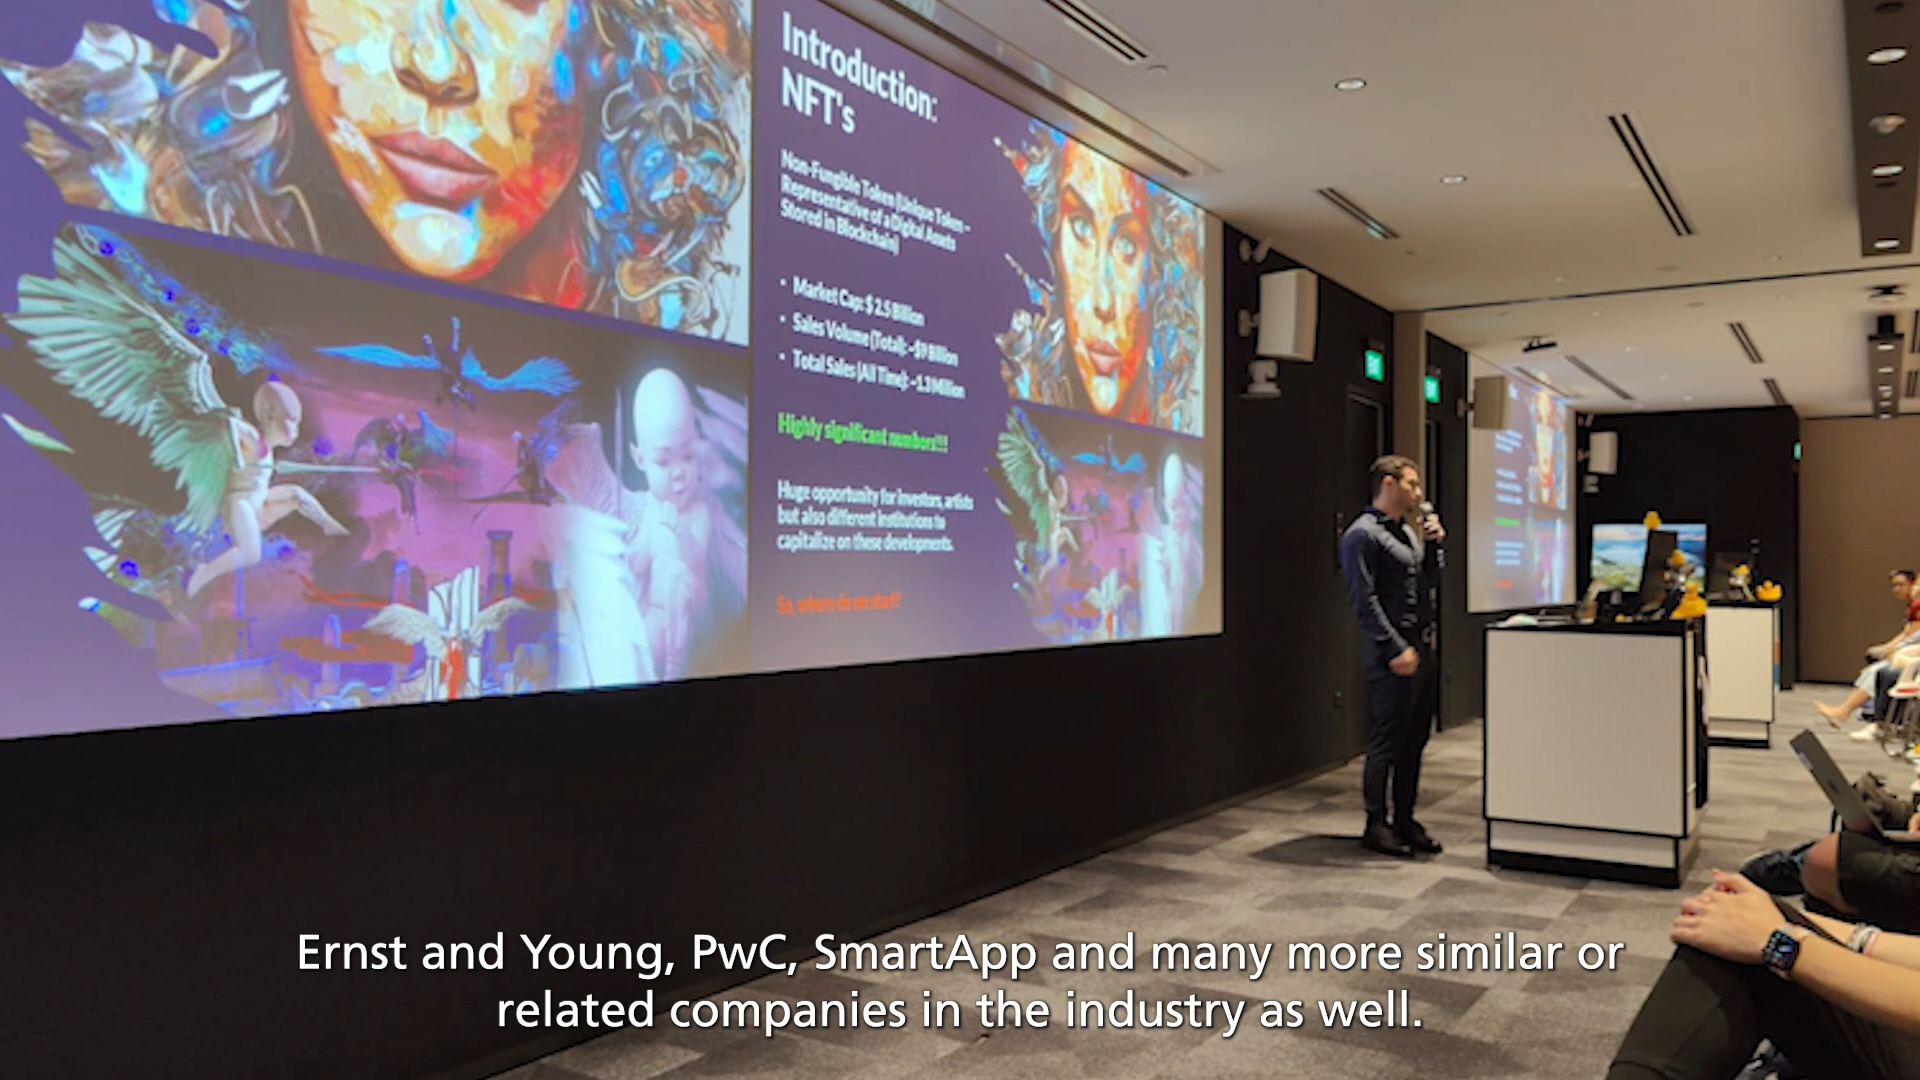 Introduction:
NFT's
Non-Fungible Token (Unique Token –
Representative of a Digital Assets
Stored in Blockchain)
• Market Cap: $ 2.5 Billion
• Sales Volume (Total): ~$9 Billion
• Total Sales (All Time): ~1.3 Million
Highly significant numbers!!!
Huge opportunity for investors, artists
but also different institutions to
capitalize on these developments.
So, where do we start?
EXIT
Ernst and Young, PwC, SmartApp and many more similar or
related companies in the industry as well.